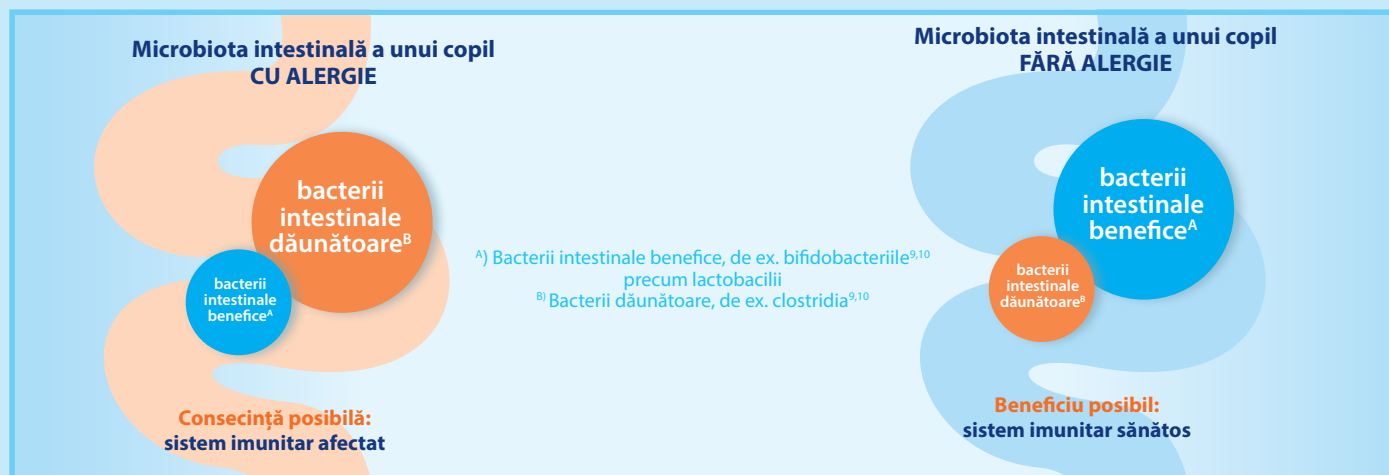 Microbiota intestinală a unui copil
CU ALERGIE
bacterii
intestinale
dăunătoareᴮ
bacterii
intestinale
beneficeᴬ
Consecință posibilă:
sistem imunitar afectat
ᴬ) Bacterii intestinale benefice, de ex. bifidobacteriile⁹,¹⁰
precum lactobacilii
ᴮ⁾ Bacterii dăunătoare, de ex. clostridia⁹,¹⁰
Microbiota intestinală a unui copil
FĂRĂ ALERGIE
bacterii
intestinale
beneficeᴬ
bacterii
intestinale
dăunătoareᴮ
Beneficiu posibil:
sistem imunitar sănătos